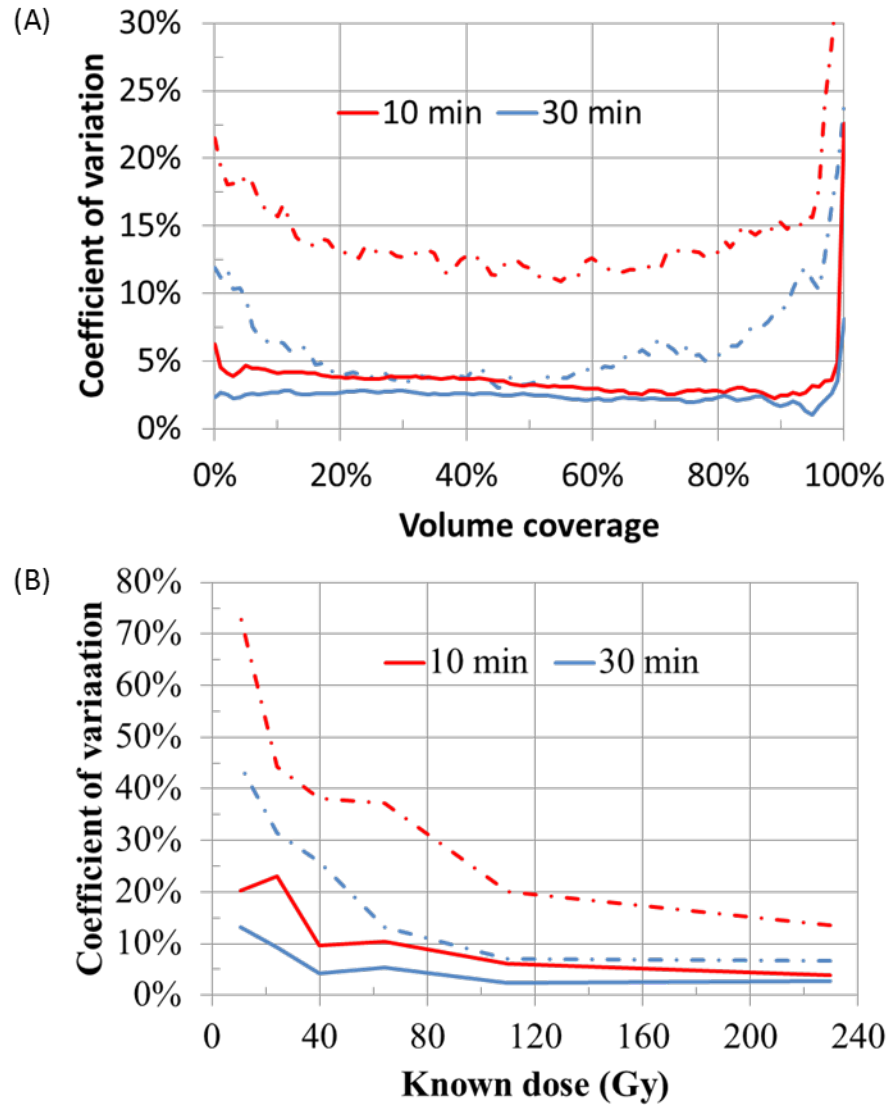 (A)
30%
25%
20%
15%
10%
5%
0%
Coefficient of variation
10 min 30 min
0% 20% 40% 60% 80% 100%
Volume coverage
(B)
80%
70%
60%
50%
40%
30%
20%
10%
0%
Coefficient of variaation
10 min 30 min
0 40 80 120 160 200 240
Known dose (Gy)